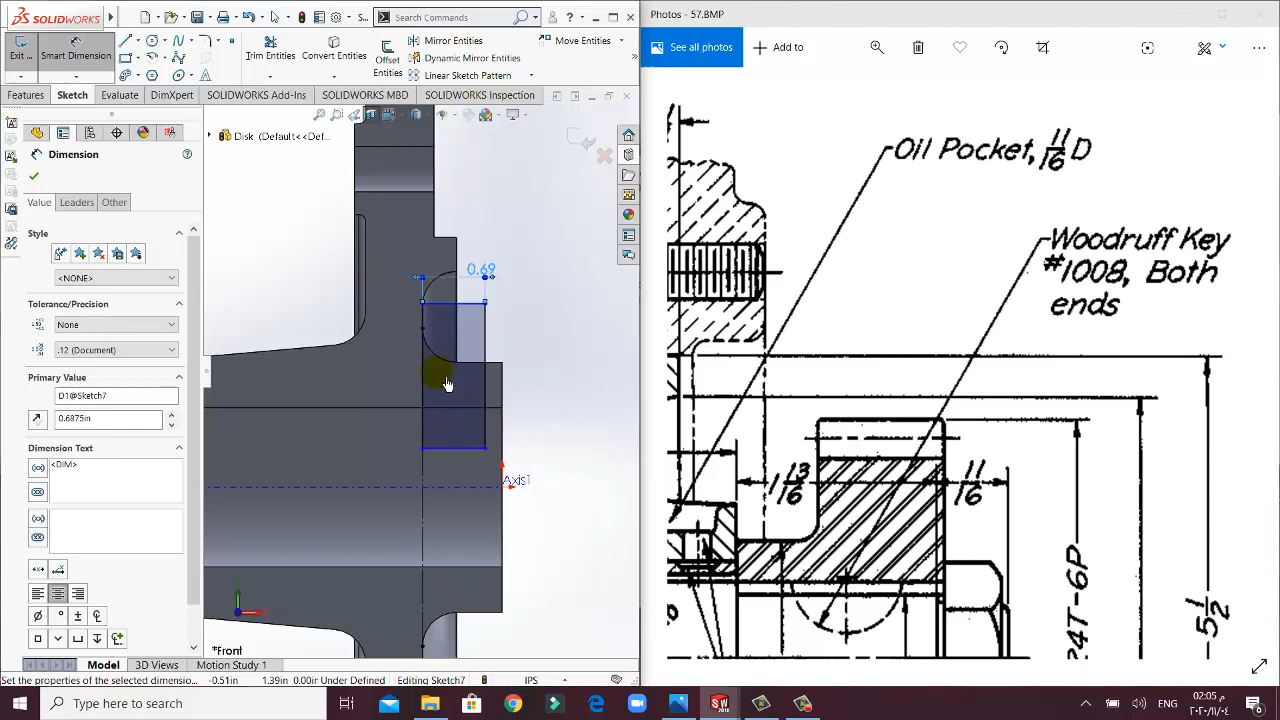 SOLIDWORKS
S...
Search Commands
?
Photos - 57.BMP
See all photos
Add to
Smart Dimension
Trim Entities
Convert Entities
Offset Entities
Mirror Entities
Dynamic Mirror Entities
Linear Sketch Pattern
Move Entities
Features
Sketch
Evaluate
DimXpert
SOLIDWORKS Add-Ins
SOLIDWORKS MBD
SOLIDWORKS Inspection
Disk (Default<<Def...
Dimension
Value
Leaders
Other
Style
<NONE>
Tolerance/Precision
None
.12 (Document)
Primary Value
D1@Sketch7
0.6875in
Dimension Text
<DIM>
0.69
Axis1
*Front
Model
3D Views
Motion Study 1
Set the properties of the selected dimensio...
-0.51in
1.39in
0.00in
Under Defined
Editing Sketch7
IPS
Oil Pocket, 11/16 D
Woodruff Key
#1008, Both
ends
1 13/16
11/16
24T-6P
5 1/2
Type here to search
ENG
02:05 م